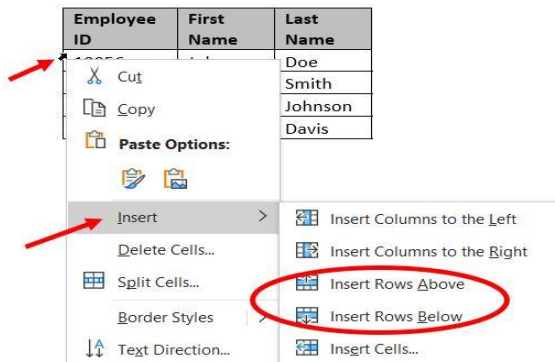 Employee ID First Name Last Name
Doe
Smith
Johnson
Davis
Cut
Copy
Paste Options:
Insert >
Delete Cells...
Split Cells...
Border Styles >
Text Direction...
Insert Columns to the Left
Insert Columns to the Right
Insert Rows Above
Insert Rows Below
Insert Cells...